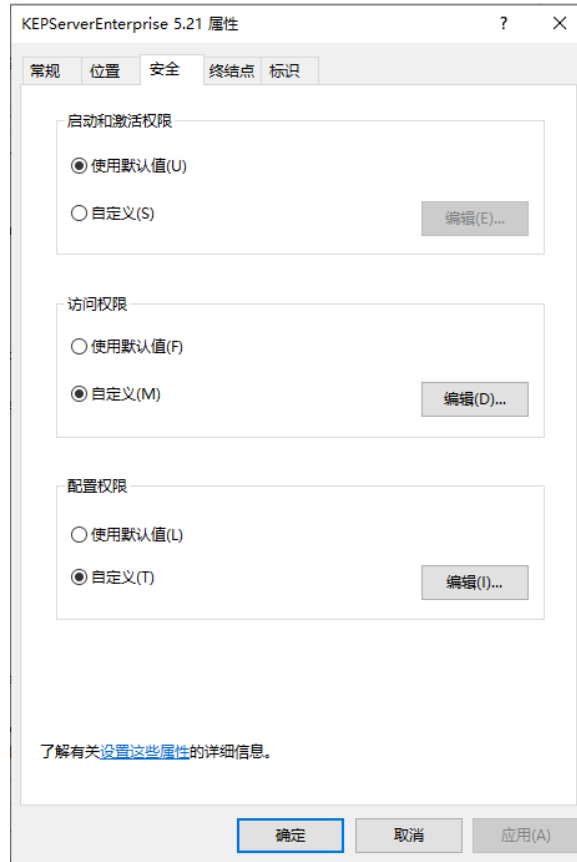 KEPServerEnterprise 5.21 属性
常规 位置 安全 终结点 标识
启动和激活权限
使用默认值(U)
自定义(S) 编辑(E)...
访问权限
使用默认值(F)
自定义(M) 编辑(D)...
配置权限
使用默认值(L)
自定义(T) 编辑(I)...
了解有关设置这些属性的详细信息。
确定 取消 应用(A)